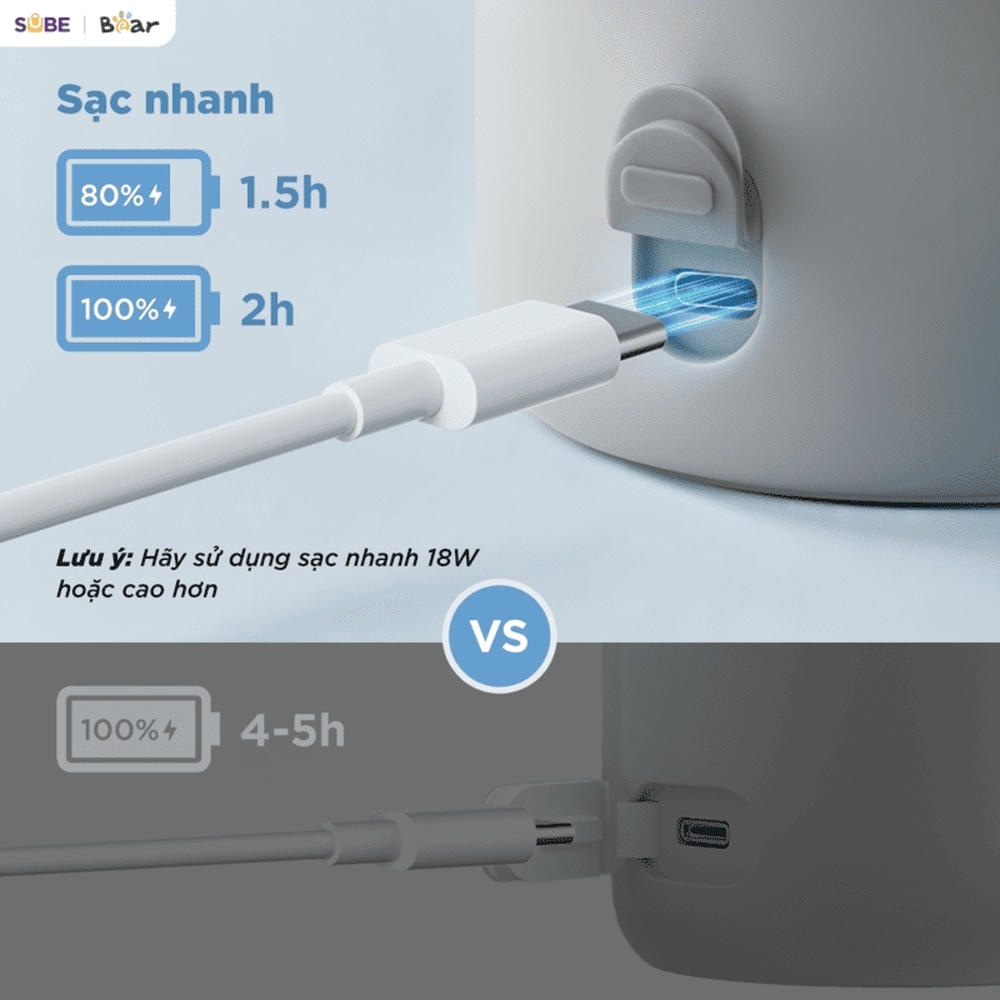 SUBE | Bear
Sạc nhanh
80% 1.5h
100% 2h
Lưu ý: Hãy sử dụng sạc nhanh 18W
hoặc cao hơn
VS
100% 4-5h